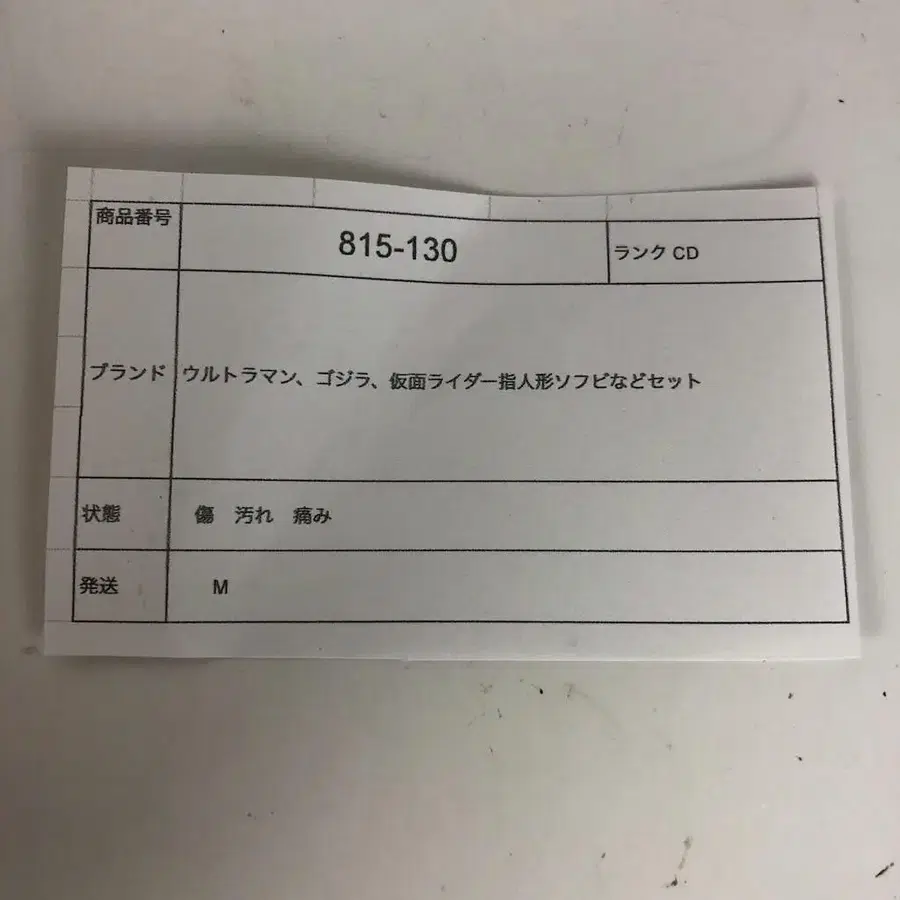 商品番号
815-130
ランク CD
ブランド
ウルトラマン、ゴジラ、仮面ライダー指人形ソフビなどセット
状態
傷 汚れ 痛み
発送
M